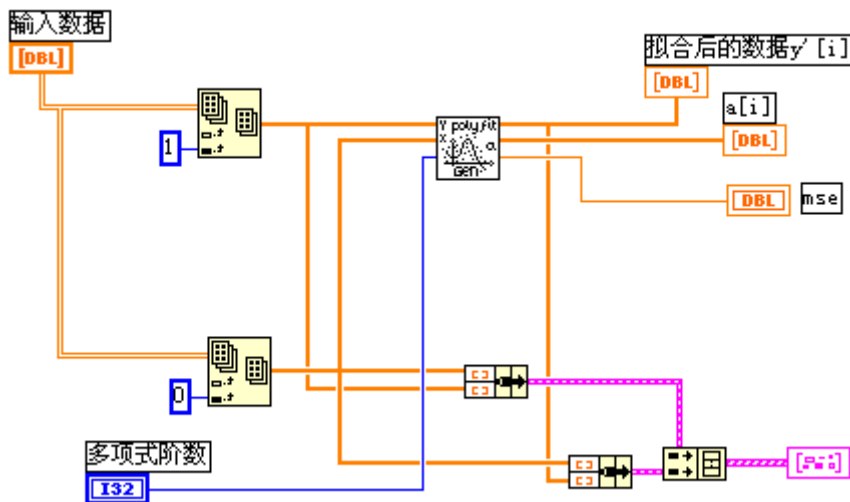 输入数据
[DBL]
1
Y poly.fit
X
a
Gen
拟合后的数据y'[i]
[DBL]
a[i]
[DBL]
DBL
mse
0
多项式阶数
I32